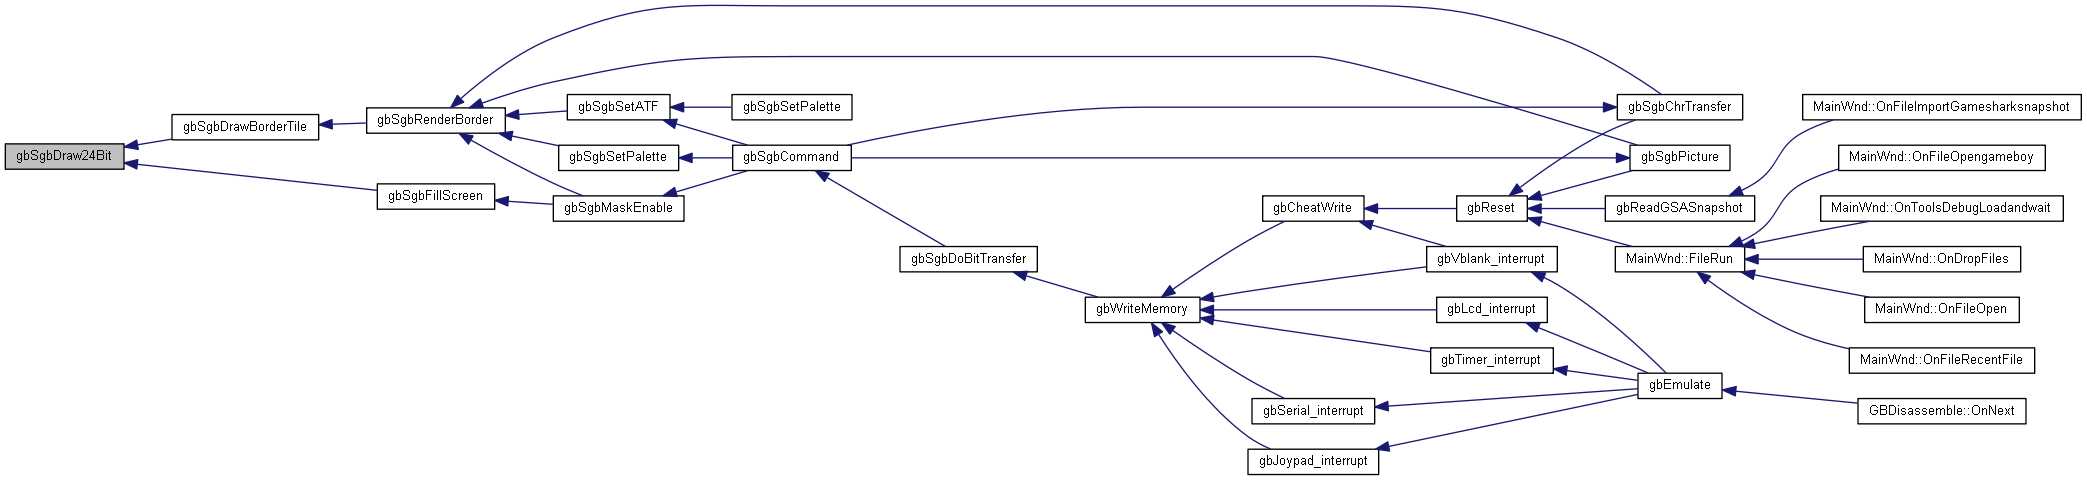 gbSgbDraw24Bit
gbSgbDrawBorderTile
gbSgbFillScreen
gbSgbRenderBorder
gbSgbSetATF
gbSgbSetPalette
gbSgbMaskEnable
gbSgbSetPalette
gbSgbCommand
gbSgbDoBitTransfer
gbWriteMemory
gbCheatWrite
gbVblank_interrupt
gbLcd_interrupt
gbTimer_interrupt
gbSerial_interrupt
gbJoypad_interrupt
gbReset
gbSgbChrTransfer
gbSgbPicture
gbReadGSASnapshot
MainWnd::FileRun
gbEmulate
MainWnd::OnFileImportGamesharksnapshot
MainWnd::OnFileOpengameboy
MainWnd::OnToolsDebugLoadandwait
MainWnd::OnDropFiles
MainWnd::OnFileOpen
MainWnd::OnFileRecentFile
GBDisassemble::OnNext